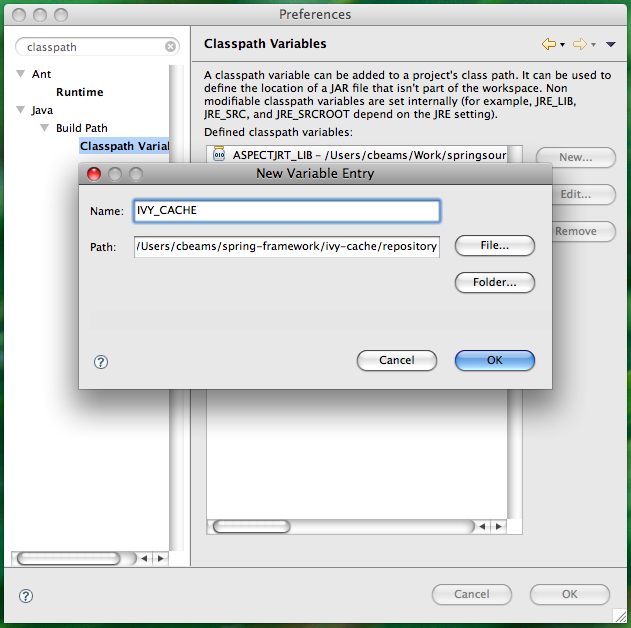 Preferences
classpath
Classpath Variables
Ant
Runtime
Java
Build Path
Classpath Varial
A classpath variable can be added to a project's class path. It can be used to
define the location of a JAR file that isn't part of the workspace. Non
modifiable classpath variables are set internally (for example, JRE_LIB,
JRE_SRC, and JRE_SRCROOT depend on the JRE setting).
Defined classpath variables:
010
ASPECTJRT_LIB – /Users/cbeams/Work/springsour
New...
Edit...
Remove
New Variable Entry
Name:
IVY_CACHE
Path:
/Users/cbeams/spring-framework/ivy-cache/repository
File...
Folder...
?
Cancel
OK
?
Cancel
OK